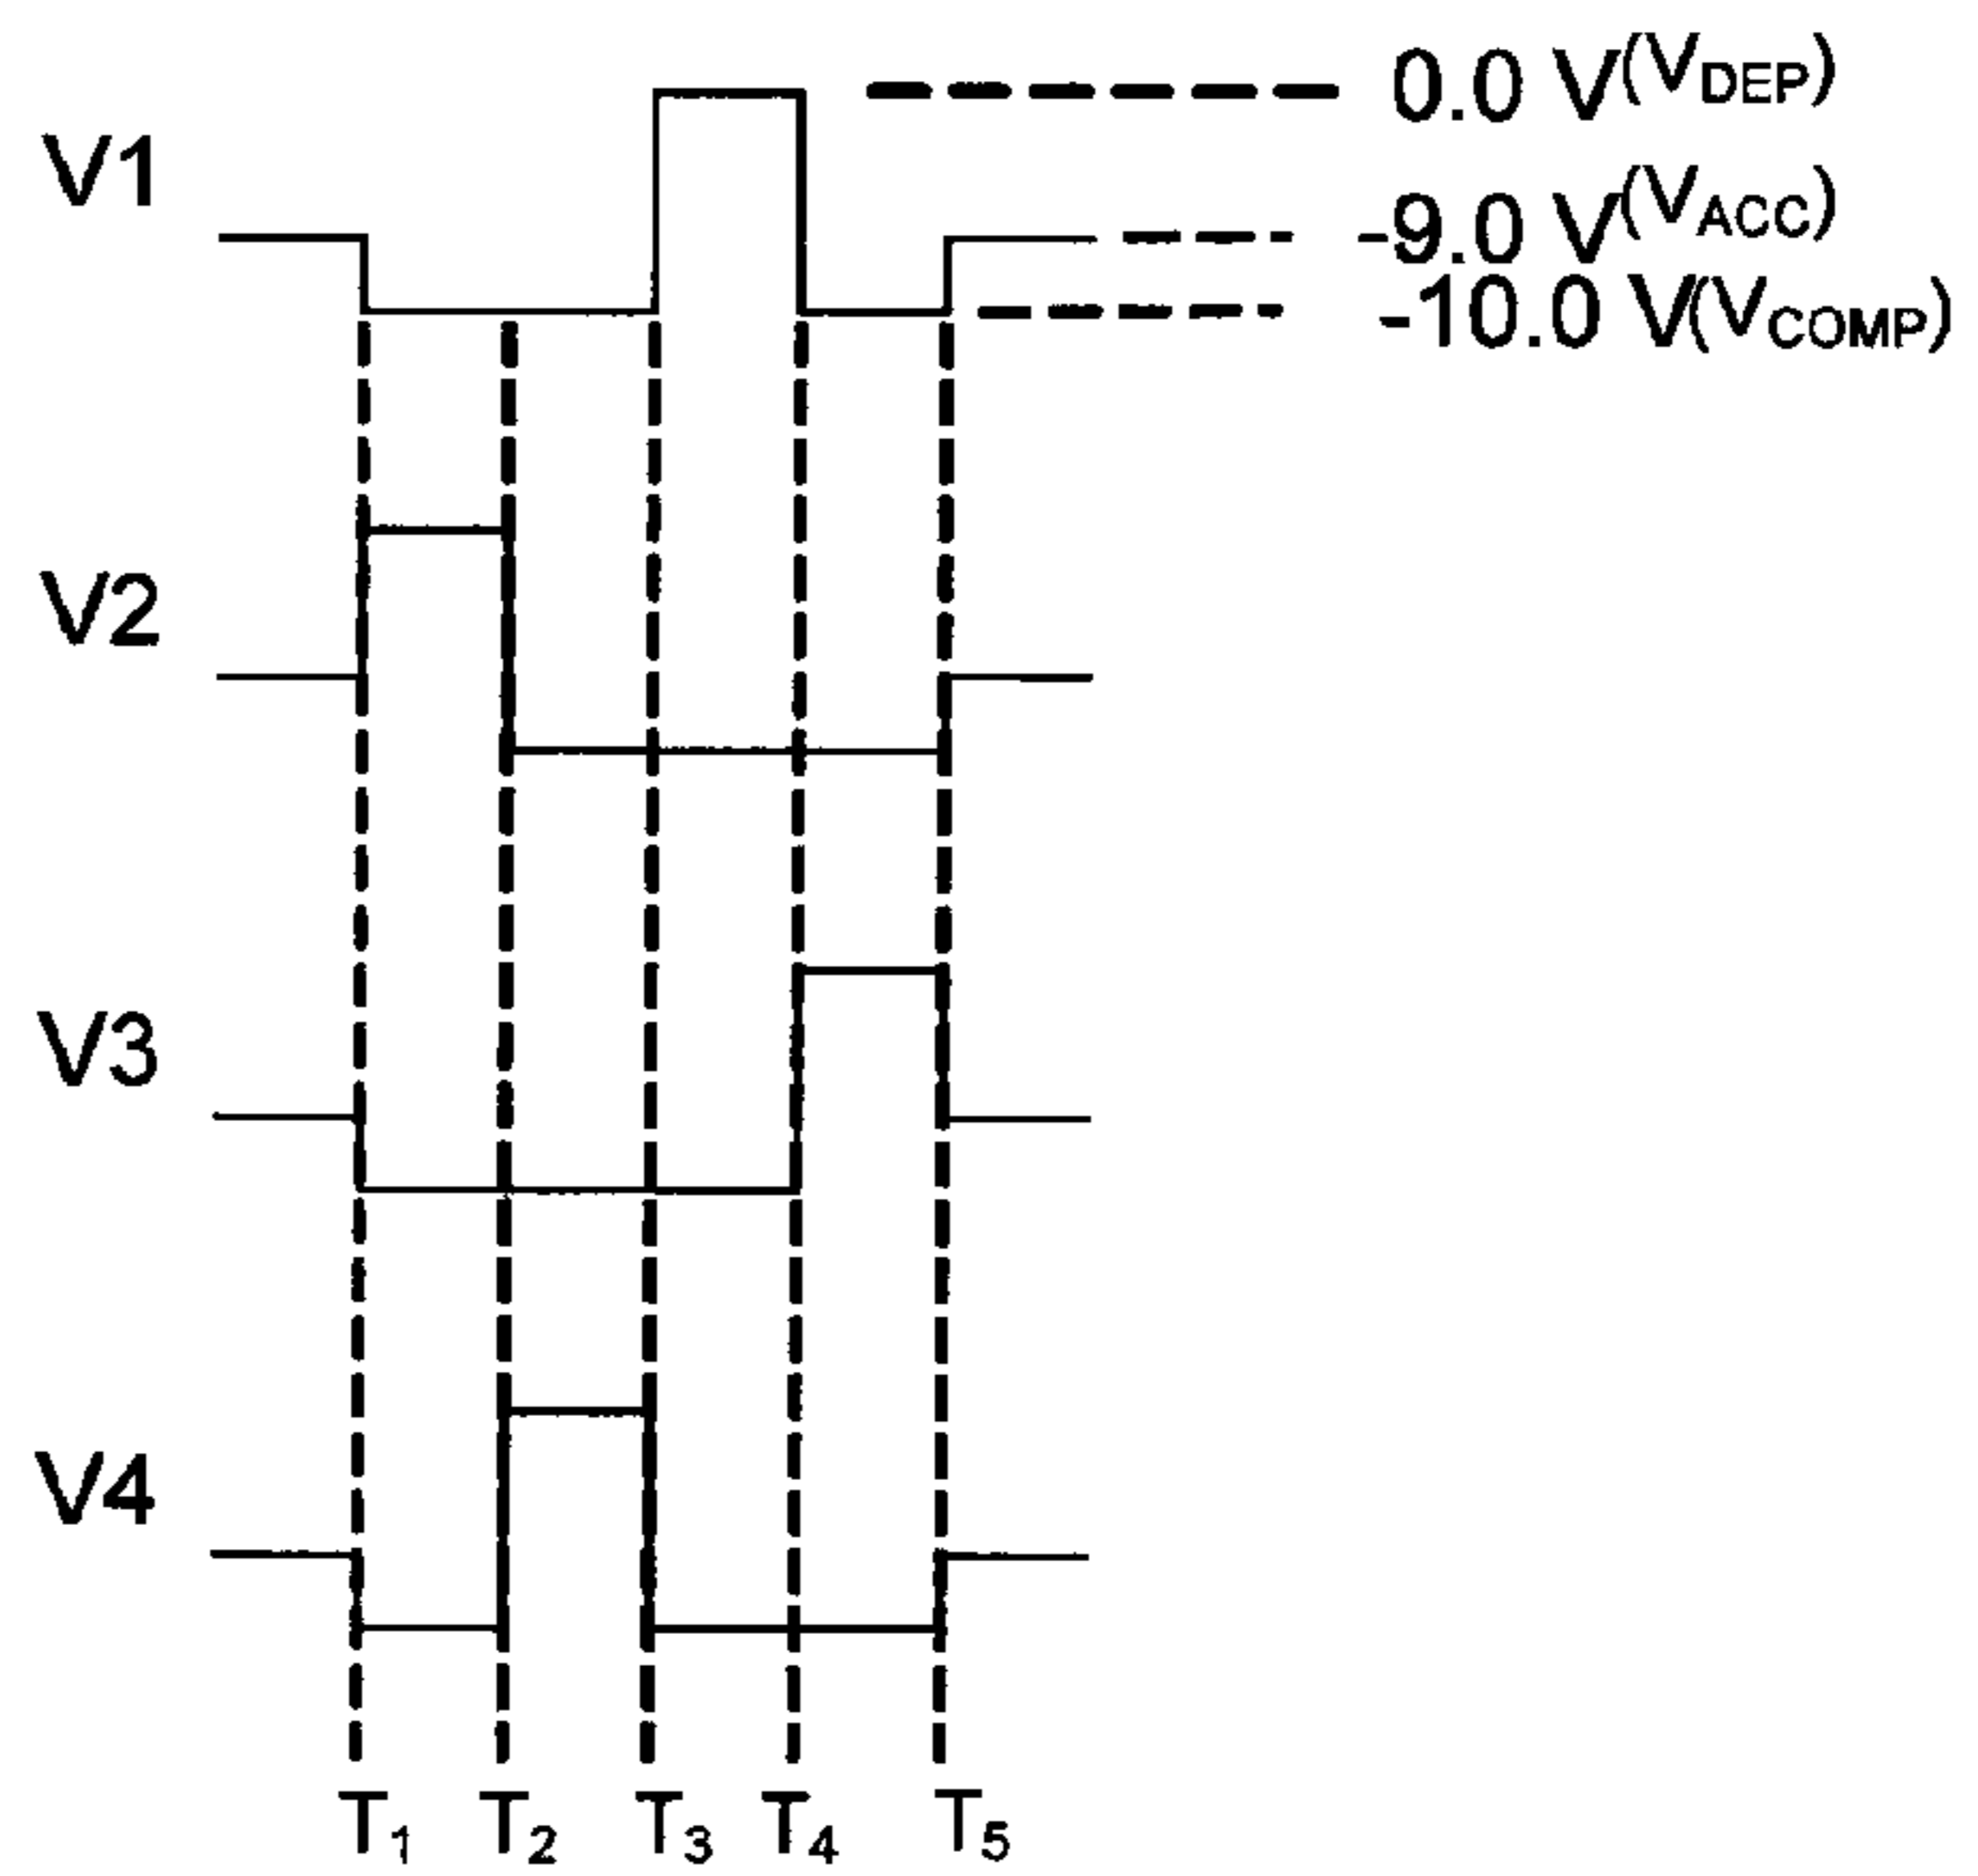 0.0 V(VDEP)
V1
-9.0 V(VACC)
-10.0 V(VCOMP)
V2
V3
V4
T1 T2 T3 T4 T5